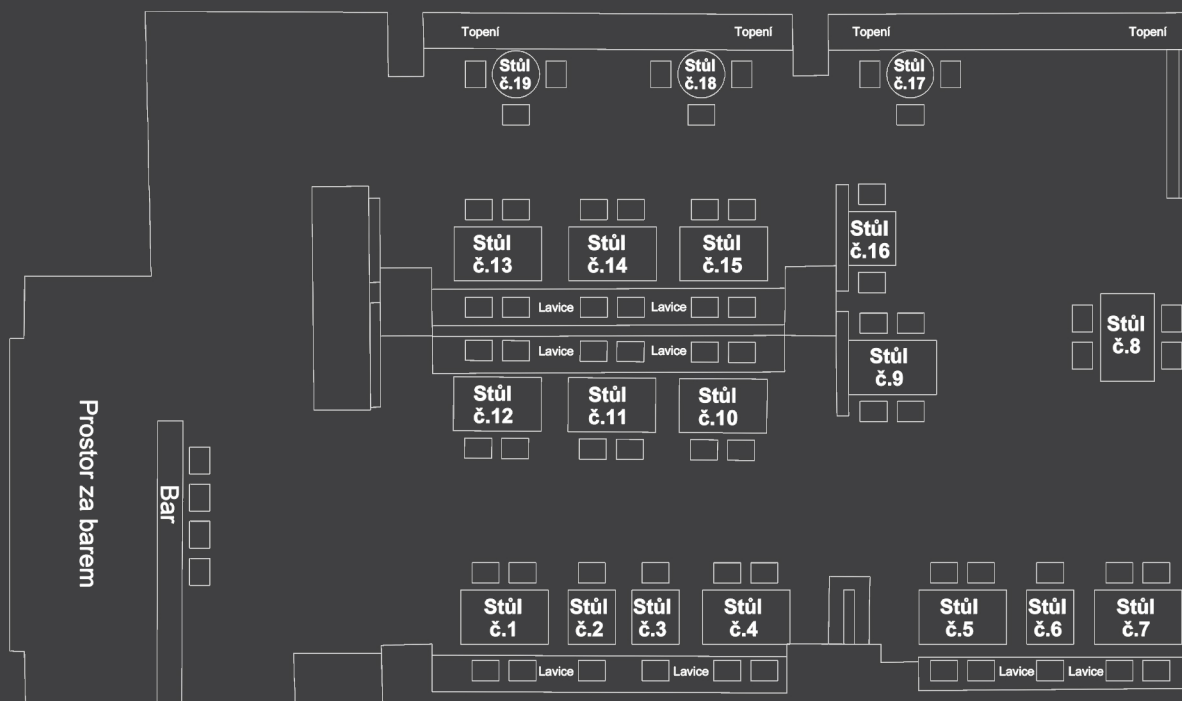 Topení
Topení
Topení
Topení
Stůl
č.19
Stůl
č.18
Stůl
č.17
Stůl
č.13
Stůl
č.14
Stůl
č.15
Stůl
č.16
Lavice
Lavice
Lavice
Lavice
Stůl
č.8
Stůl
č.9
Stůl
č.12
Stůl
č.11
Stůl
č.10
Prostor za barem
Bar
Stůl
č.1
Stůl
č.2
Stůl
č.3
Stůl
č.4
Stůl
č.5
Stůl
č.6
Stůl
č.7
Lavice
Lavice
Lavice
Lavice